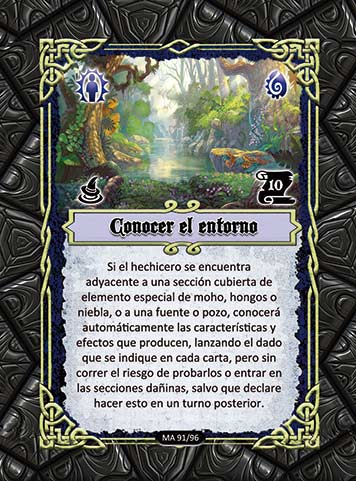 10
Conocer el entorno
Si el hechicero se encuentra
adyacente a una sección cubierta de
elemento especial de moho, hongos o
niebla, o a una fuente o pozo, conocerá
automáticamente las características y
efectos que producen, lanzando el dado
que se indique en cada carta, pero sin
correr el riesgo de probarlos o entrar en
las secciones dañinas, salvo que declare
hacer esto en un turno posterior.
MA 91/96